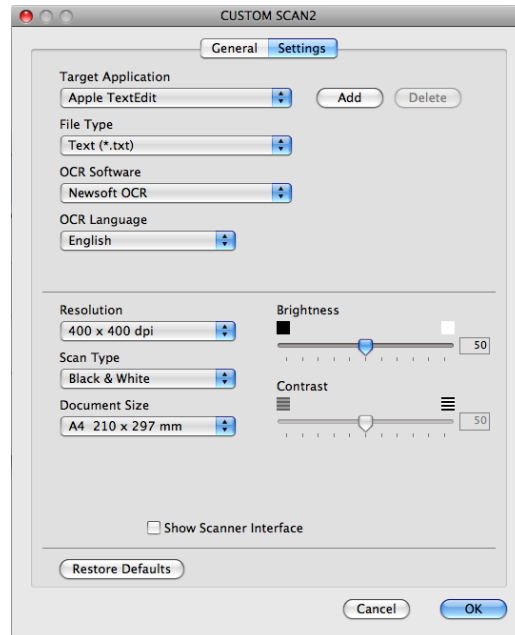 CUSTOM SCAN2
General Settings
Target Application
Apple TextEdit Add Delete
File Type
Text (*.txt)
OCR Software
Newsoft OCR
OCR Language
English
Resolution Brightness
400 x 400 dpi
50
Scan Type
Black & White
Contrast
Document Size
A4 210 x 297 mm
50
Show Scanner Interface
Restore Defaults
Cancel OK